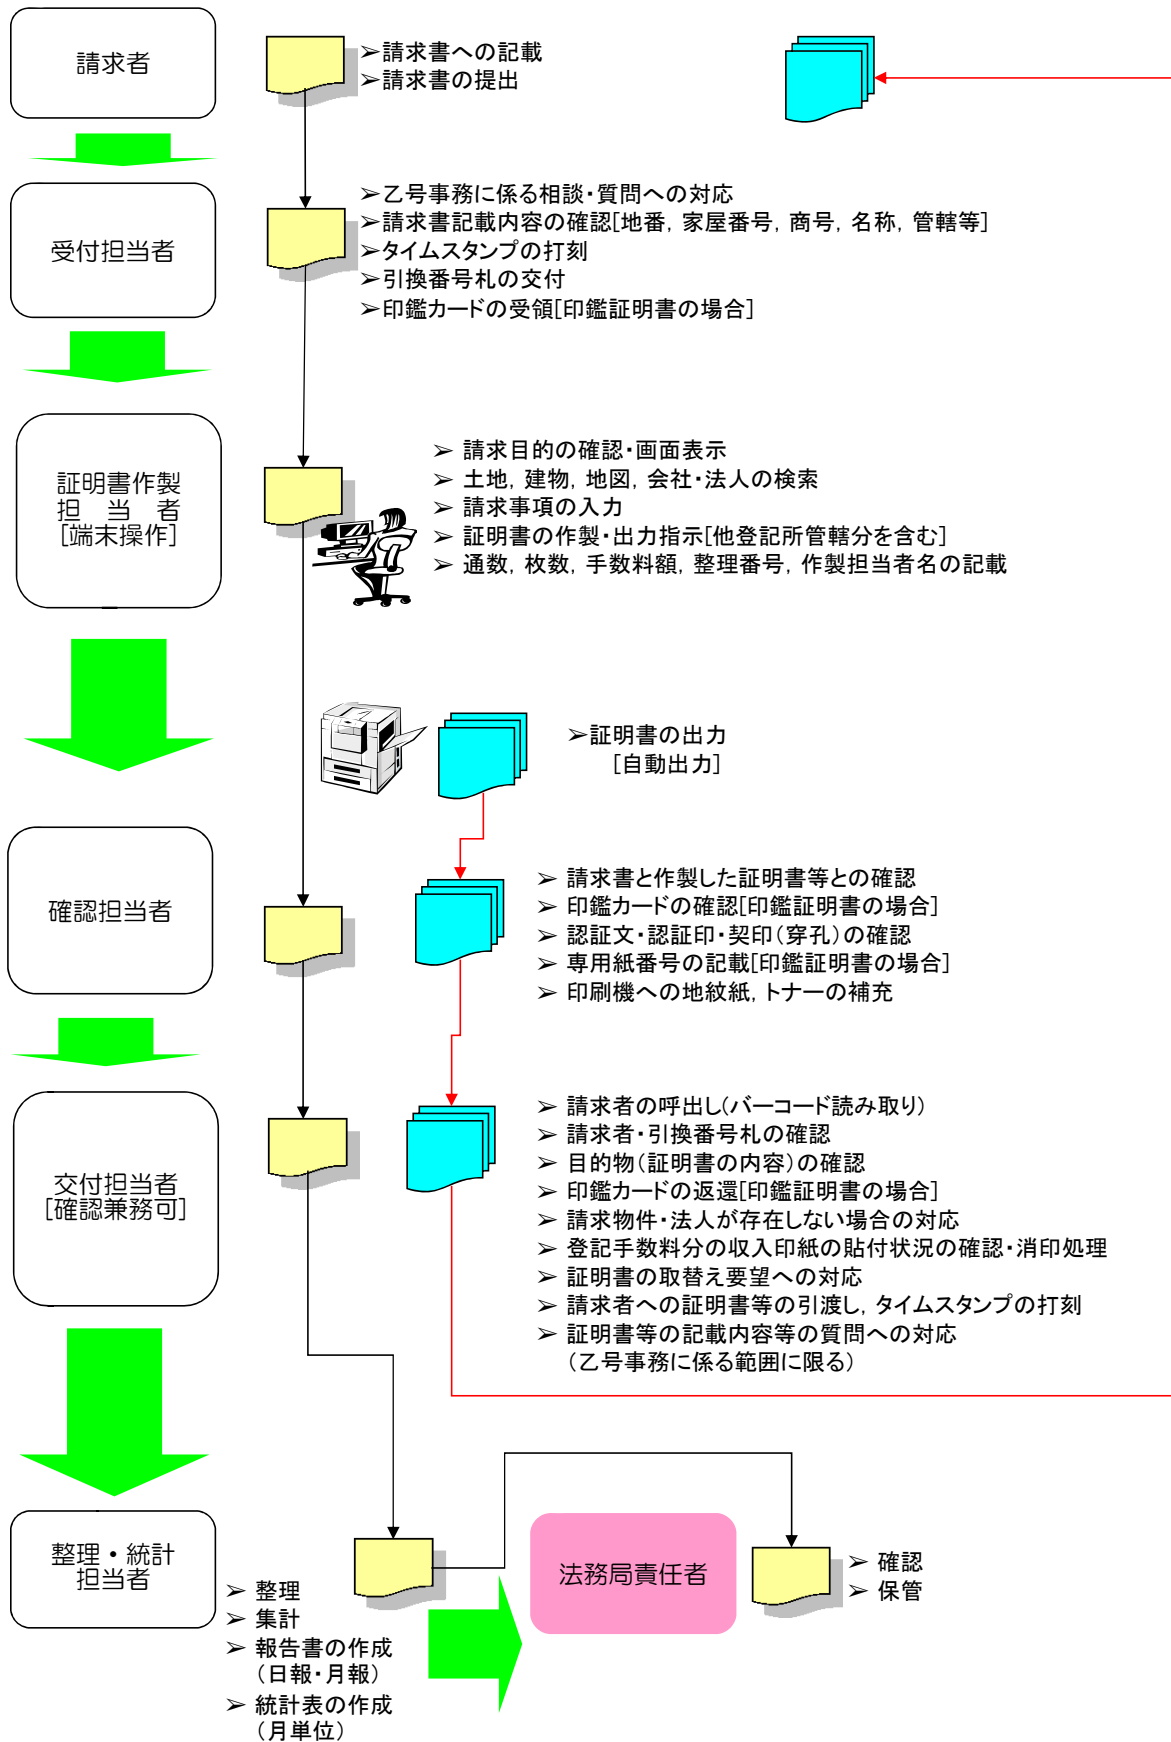 請求者
➢請求書への記載
➢請求書の提出
受付担当者
➢乙号事務に係る相談・質問への対応
➢請求書記載内容の確認[地番，家屋番号，商号，名称，管轄等]
➢タイムスタンプの打刻
➢引換番号札の交付
➢印鑑カードの受領[印鑑証明書の場合]
証明書作製
担　当　者
[端末操作]
➢ 請求目的の確認・画面表示
➢ 土地，建物，地図，会社・法人の検索
➢ 請求事項の入力
➢ 証明書の作製・出力指示[他登記所管轄分を含む]
➢ 通数，枚数，手数料額，整理番号，作製担当者名の記載
➢証明書の出力
[自動出力]
確認担当者
➢ 請求書と作製した証明書等との確認
➢ 印鑑カードの確認[印鑑証明書の場合]
➢ 認証文・認証印・契印（穿孔）の確認
➢ 専用紙番号の記載[印鑑証明書の場合]
➢ 印刷機への地紋紙，トナーの補充
交付担当者
[確認兼務可]
➢ 請求者の呼出し（バーコード読み取り）
➢ 請求者・引換番号札の確認
➢ 目的物（証明書の内容）の確認
➢ 印鑑カードの返還[印鑑証明書の場合]
➢ 請求物件・法人が存在しない場合の対応
➢ 登記手数料分の収入印紙の貼付状況の確認・消印処理
➢ 証明書の取替え要望への対応
➢ 請求者への証明書等の引渡し，タイムスタンプの打刻
➢ 証明書等の記載内容等の質問への対応
（乙号事務に係る範囲に限る）
整理・統計
担当者
➢ 整理
➢ 集計
➢ 報告書の作成
（日報・月報）
➢ 統計表の作成
（月単位）
法務局責任者
➢ 確認
➢ 保管